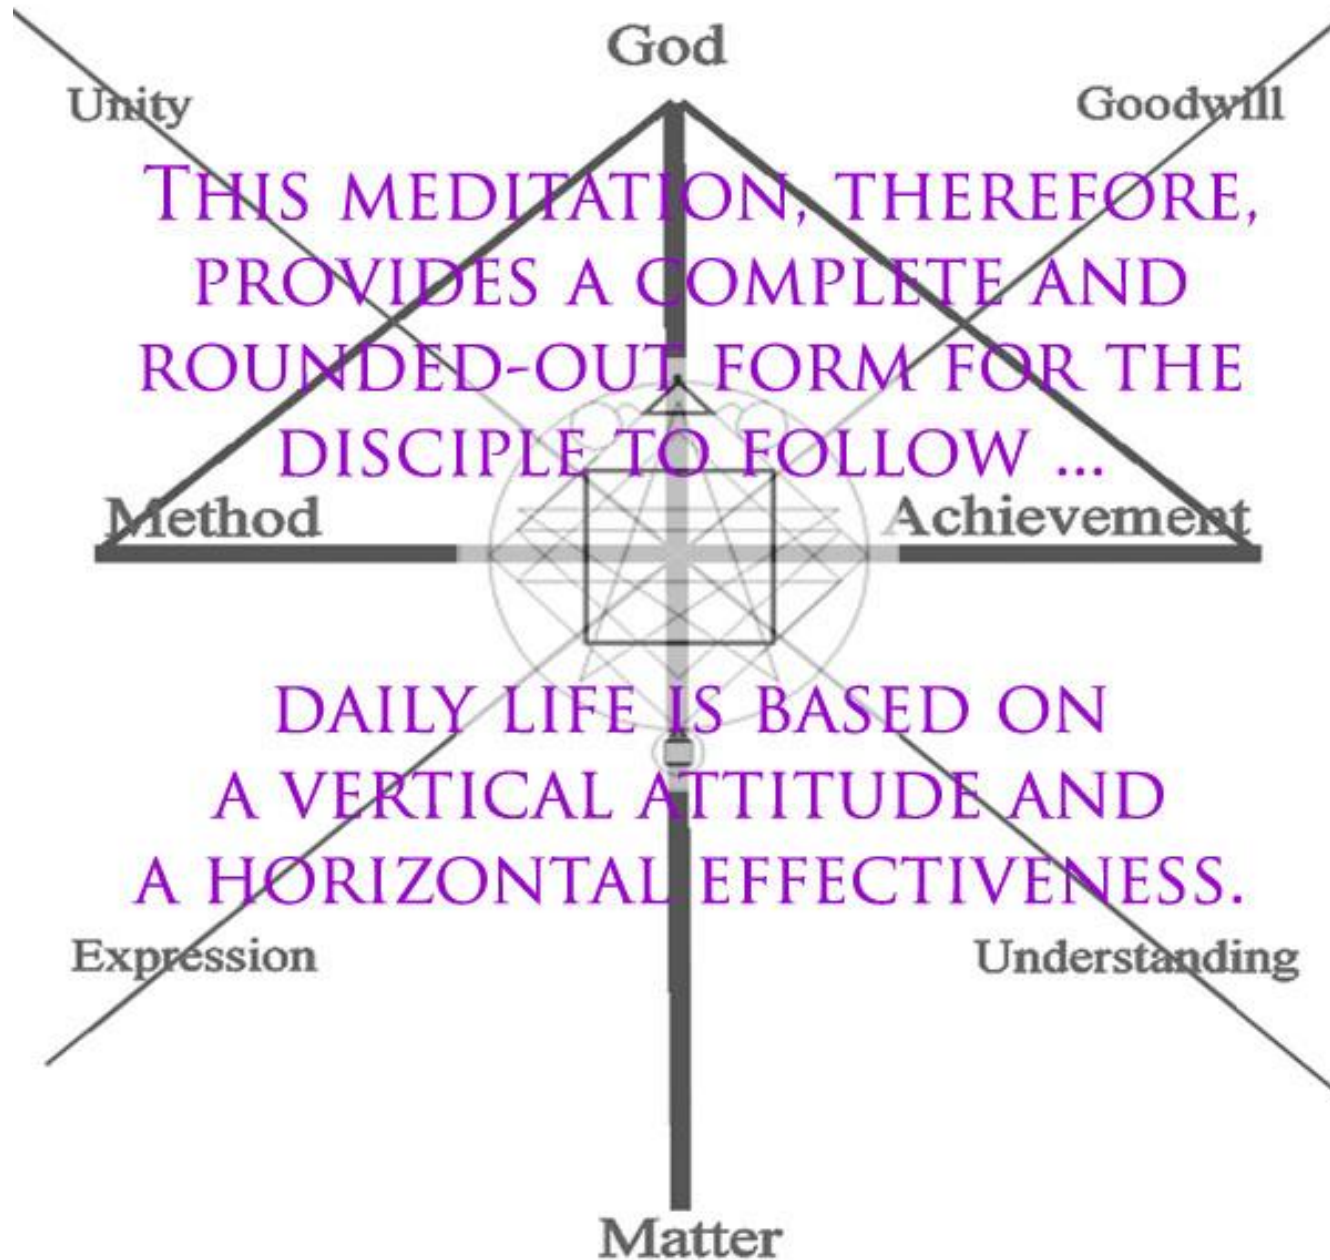 God
Unity
Goodwill
THIS MEDITATION, THEREFORE,
PROVIDES A COMPLETE AND
ROUNDED-OUT FORM FOR THE
DISCIPLE TO FOLLOW ...
Method
Achievement
DAILY LIFE IS BASED ON
A VERTICAL ATTITUDE AND
A HORIZONTAL EFFECTIVENESS.
Expression
Understanding
Matter